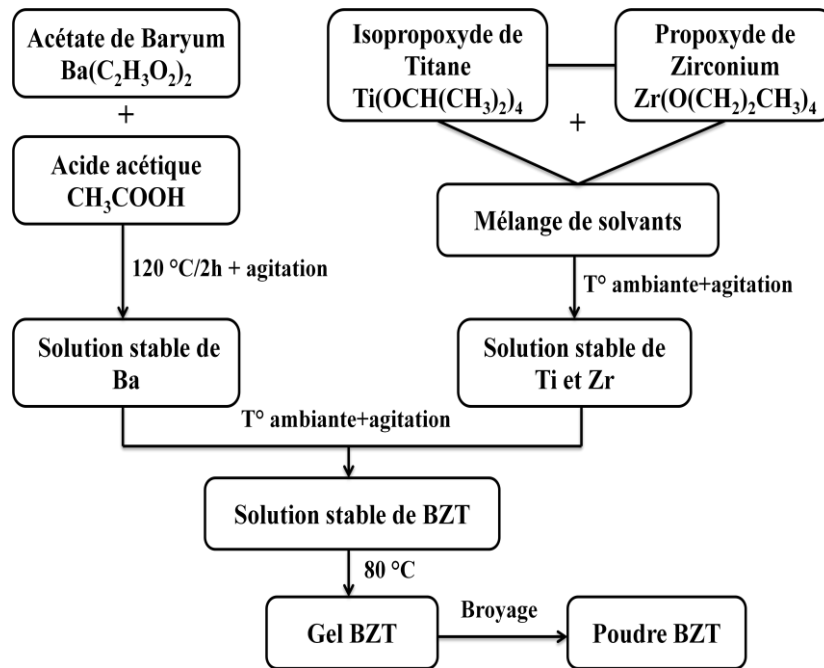 Acétate de Baryum
Ba(C₂H₃O₂)₂
+
Acide acétique
CH₃COOH
120 °C/2h + agitation
Solution stable de
Ba
Isopropoxyde de
Titane
Ti(OCH(CH₃)₂)₄
+
Propoxyde de
Zirconium
Zr(O(CH₂)₂CH₃)₄
Mélange de solvants
T° ambiante+agitation
Solution stable de
Ti et Zr
T° ambiante+agitation
Solution stable de BZT
80 °C
Gel BZT
Broyage
Poudre BZT